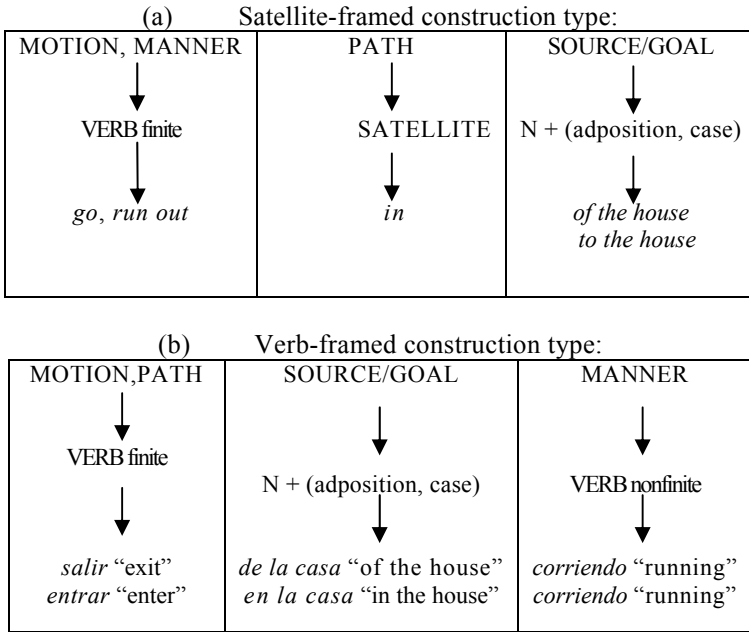 (a) Satellite-framed construction type:
MOTION, MANNER PATH SOURCE/GOAL
VERB finite SATELLITE N + (adposition, case)
go, run out in of the house
to the house
(b) Verb-framed construction type:
MOTION,PATH SOURCE/GOAL MANNER
VERB finite
N + (adposition, case) VERB nonfinite
salir “exit” de la casa “of the house” corriendo “running”
entrar “enter” en la casa “in the house” corriendo “running”